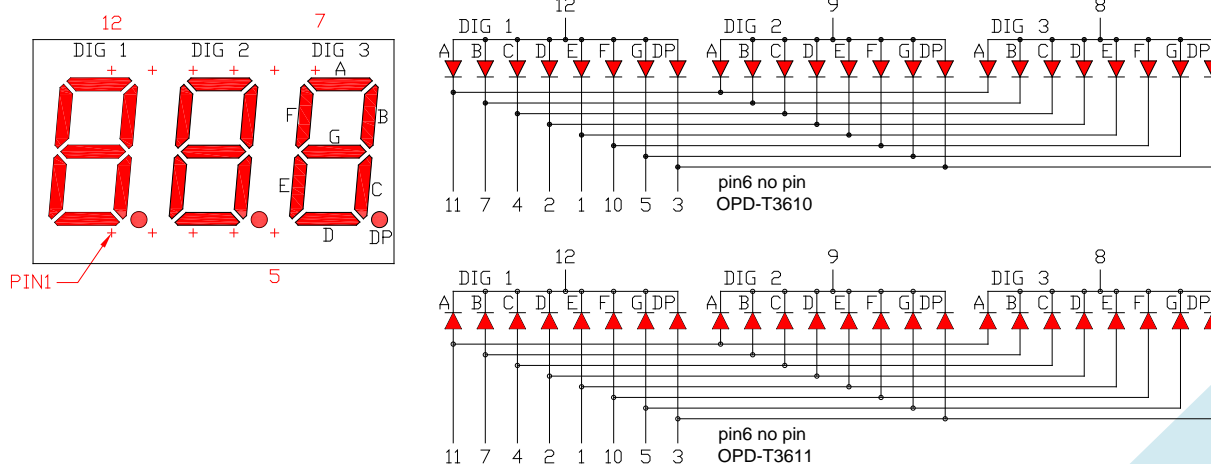 12 7
DIG 1 DIG 2 DIG 3
A
F B
G
E C
D DP
PIN1 5
12 9 8
DIG 1 DIG 2 DIG 3
A B C D E F G DP A B C D E F G DP A B C D E F G DP
pin6 no pin
11 7 4 2 1 10 5 3 OPD-T3610
12 9 8
DIG 1 DIG 2 DIG 3
A B C D E F G DP A B C D E F G DP A B C D E F G DP
pin6 no pin
11 7 4 2 1 10 5 3 OPD-T3611